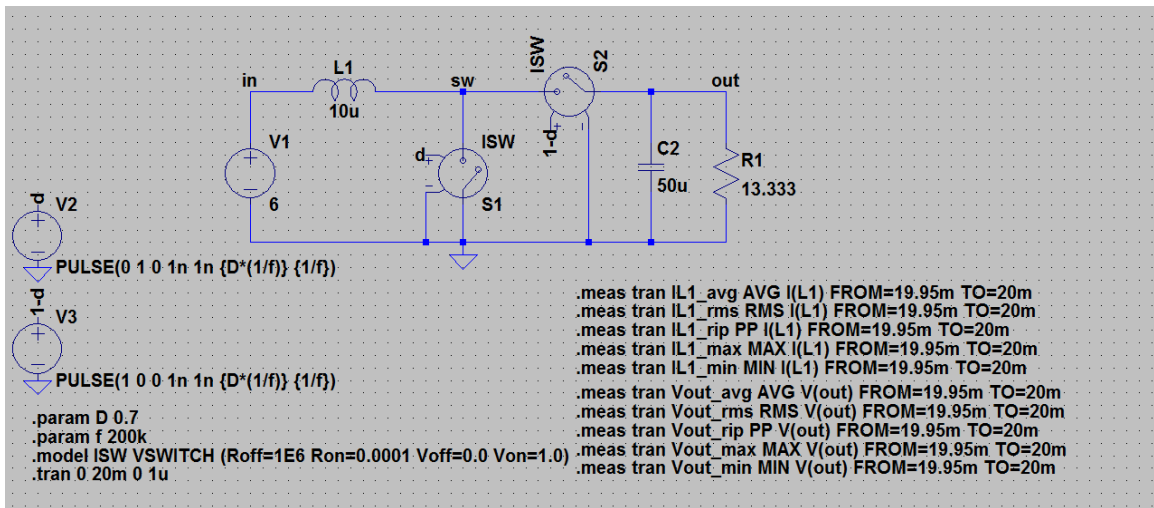 ISW
S2
L1
in
sw
out
10u
1-d
+
-
V1
+
-
6
d
+
-
ISW
S1
C2
50u
R1
13.333
d
V2
+
-
PULSE(0 1 0 1n 1n {D*(1/f)} {1/f})
1-d
V3
+
-
PULSE(1 0 0 1n 1n {D*(1/f)} {1/f})
.param D 0.7
.param f 200k
.model ISW VSWITCH (Roff=1E6 Ron=0.0001 Voff=0.0 Von=1.0)
.tran 0 20m 0 1u
.meas tran IL1_avg AVG I(L1) FROM=19.95m TO=20m
.meas tran IL1_rms RMS I(L1) FROM=19.95m TO=20m
.meas tran IL1_rip PP I(L1) FROM=19.95m TO=20m
.meas tran IL1_max MAX I(L1) FROM=19.95m TO=20m
.meas tran IL1_min MIN I(L1) FROM=19.95m TO=20m
.meas tran Vout_avg AVG V(out) FROM=19.95m TO=20m
.meas tran Vout_rms RMS V(out) FROM=19.95m TO=20m
.meas tran Vout_rip PP V(out) FROM=19.95m TO=20m
.meas tran Vout_max MAX V(out) FROM=19.95m TO=20m
.meas tran Vout_min MIN V(out) FROM=19.95m TO=20m